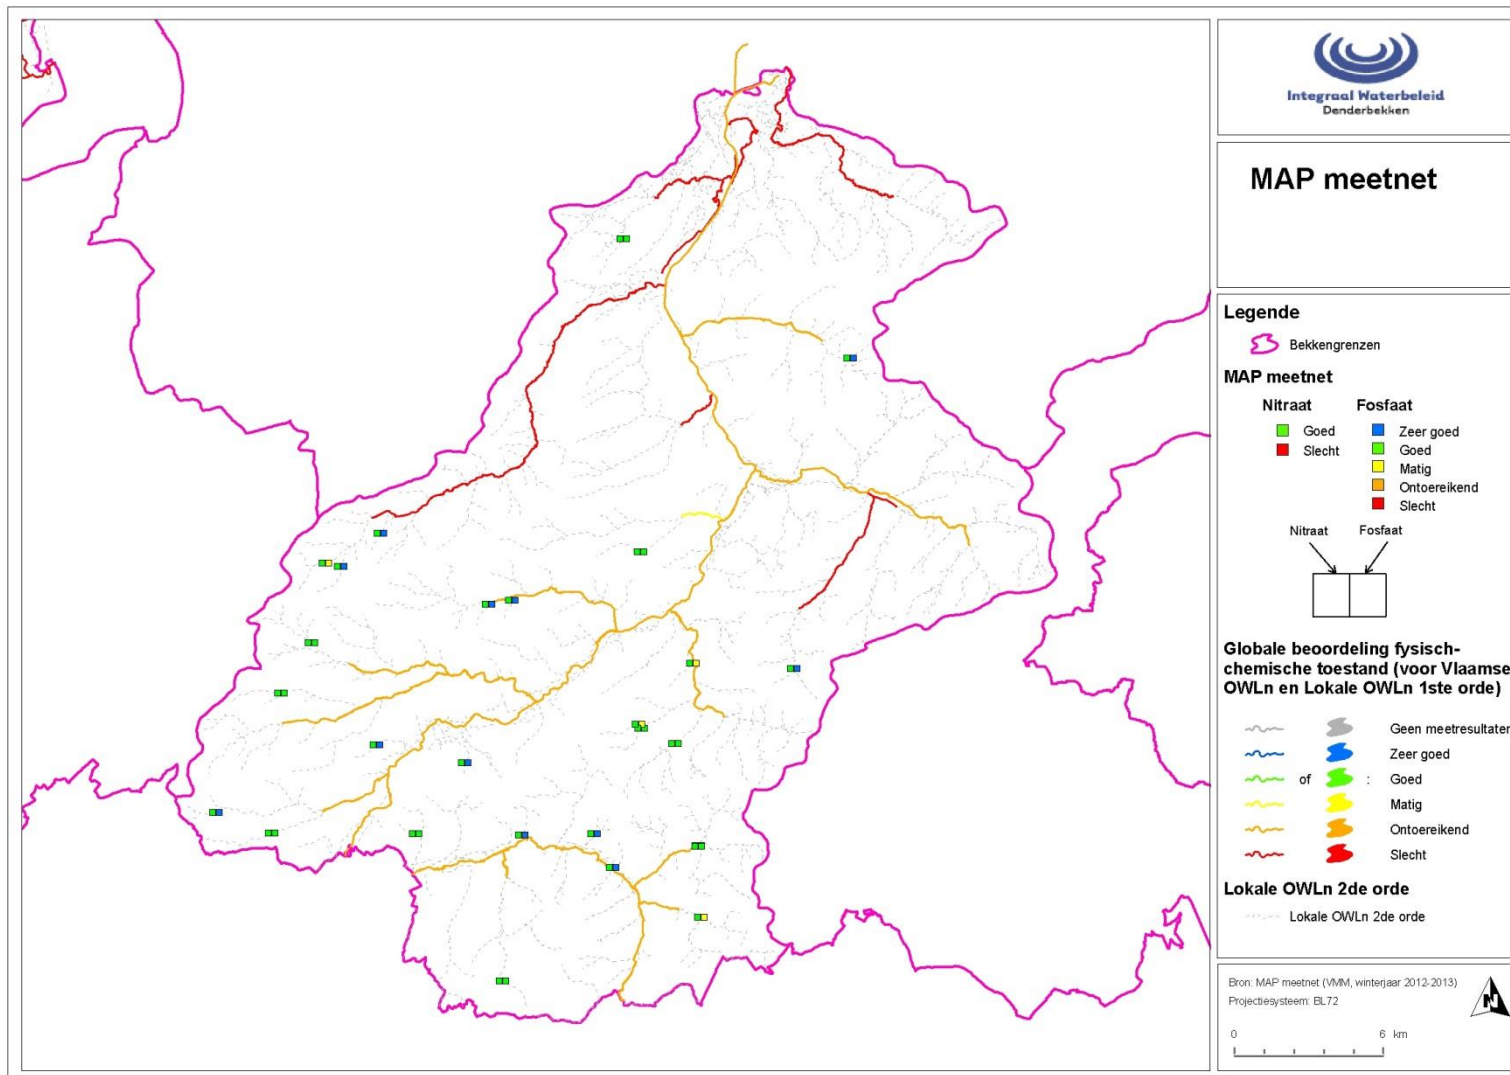 Integraal Waterbeleid
Denderbekken
MAP meetnet
Legende
Bekkengrenzen
MAP meetnet
Nitraat Fosfaat
Goed Zeer goed
Slecht Goed
Matig
Ontoereikend
Slecht
Nitraat Fosfaat
Globale beoordeling fysisch-
chemische toestand (voor Vlaamse
OWLn en Lokale OWLn 1ste orde)
Geen meetresultaten
Zeer goed
of : Goed
Matig
Ontoereikend
Slecht
Lokale OWLn 2de orde
Lokale OWLn 2de orde
Bron: MAP meetnet (VMM, winterjaar 2012-2013)
Projectiesysteem: BL72
N
0 6 km